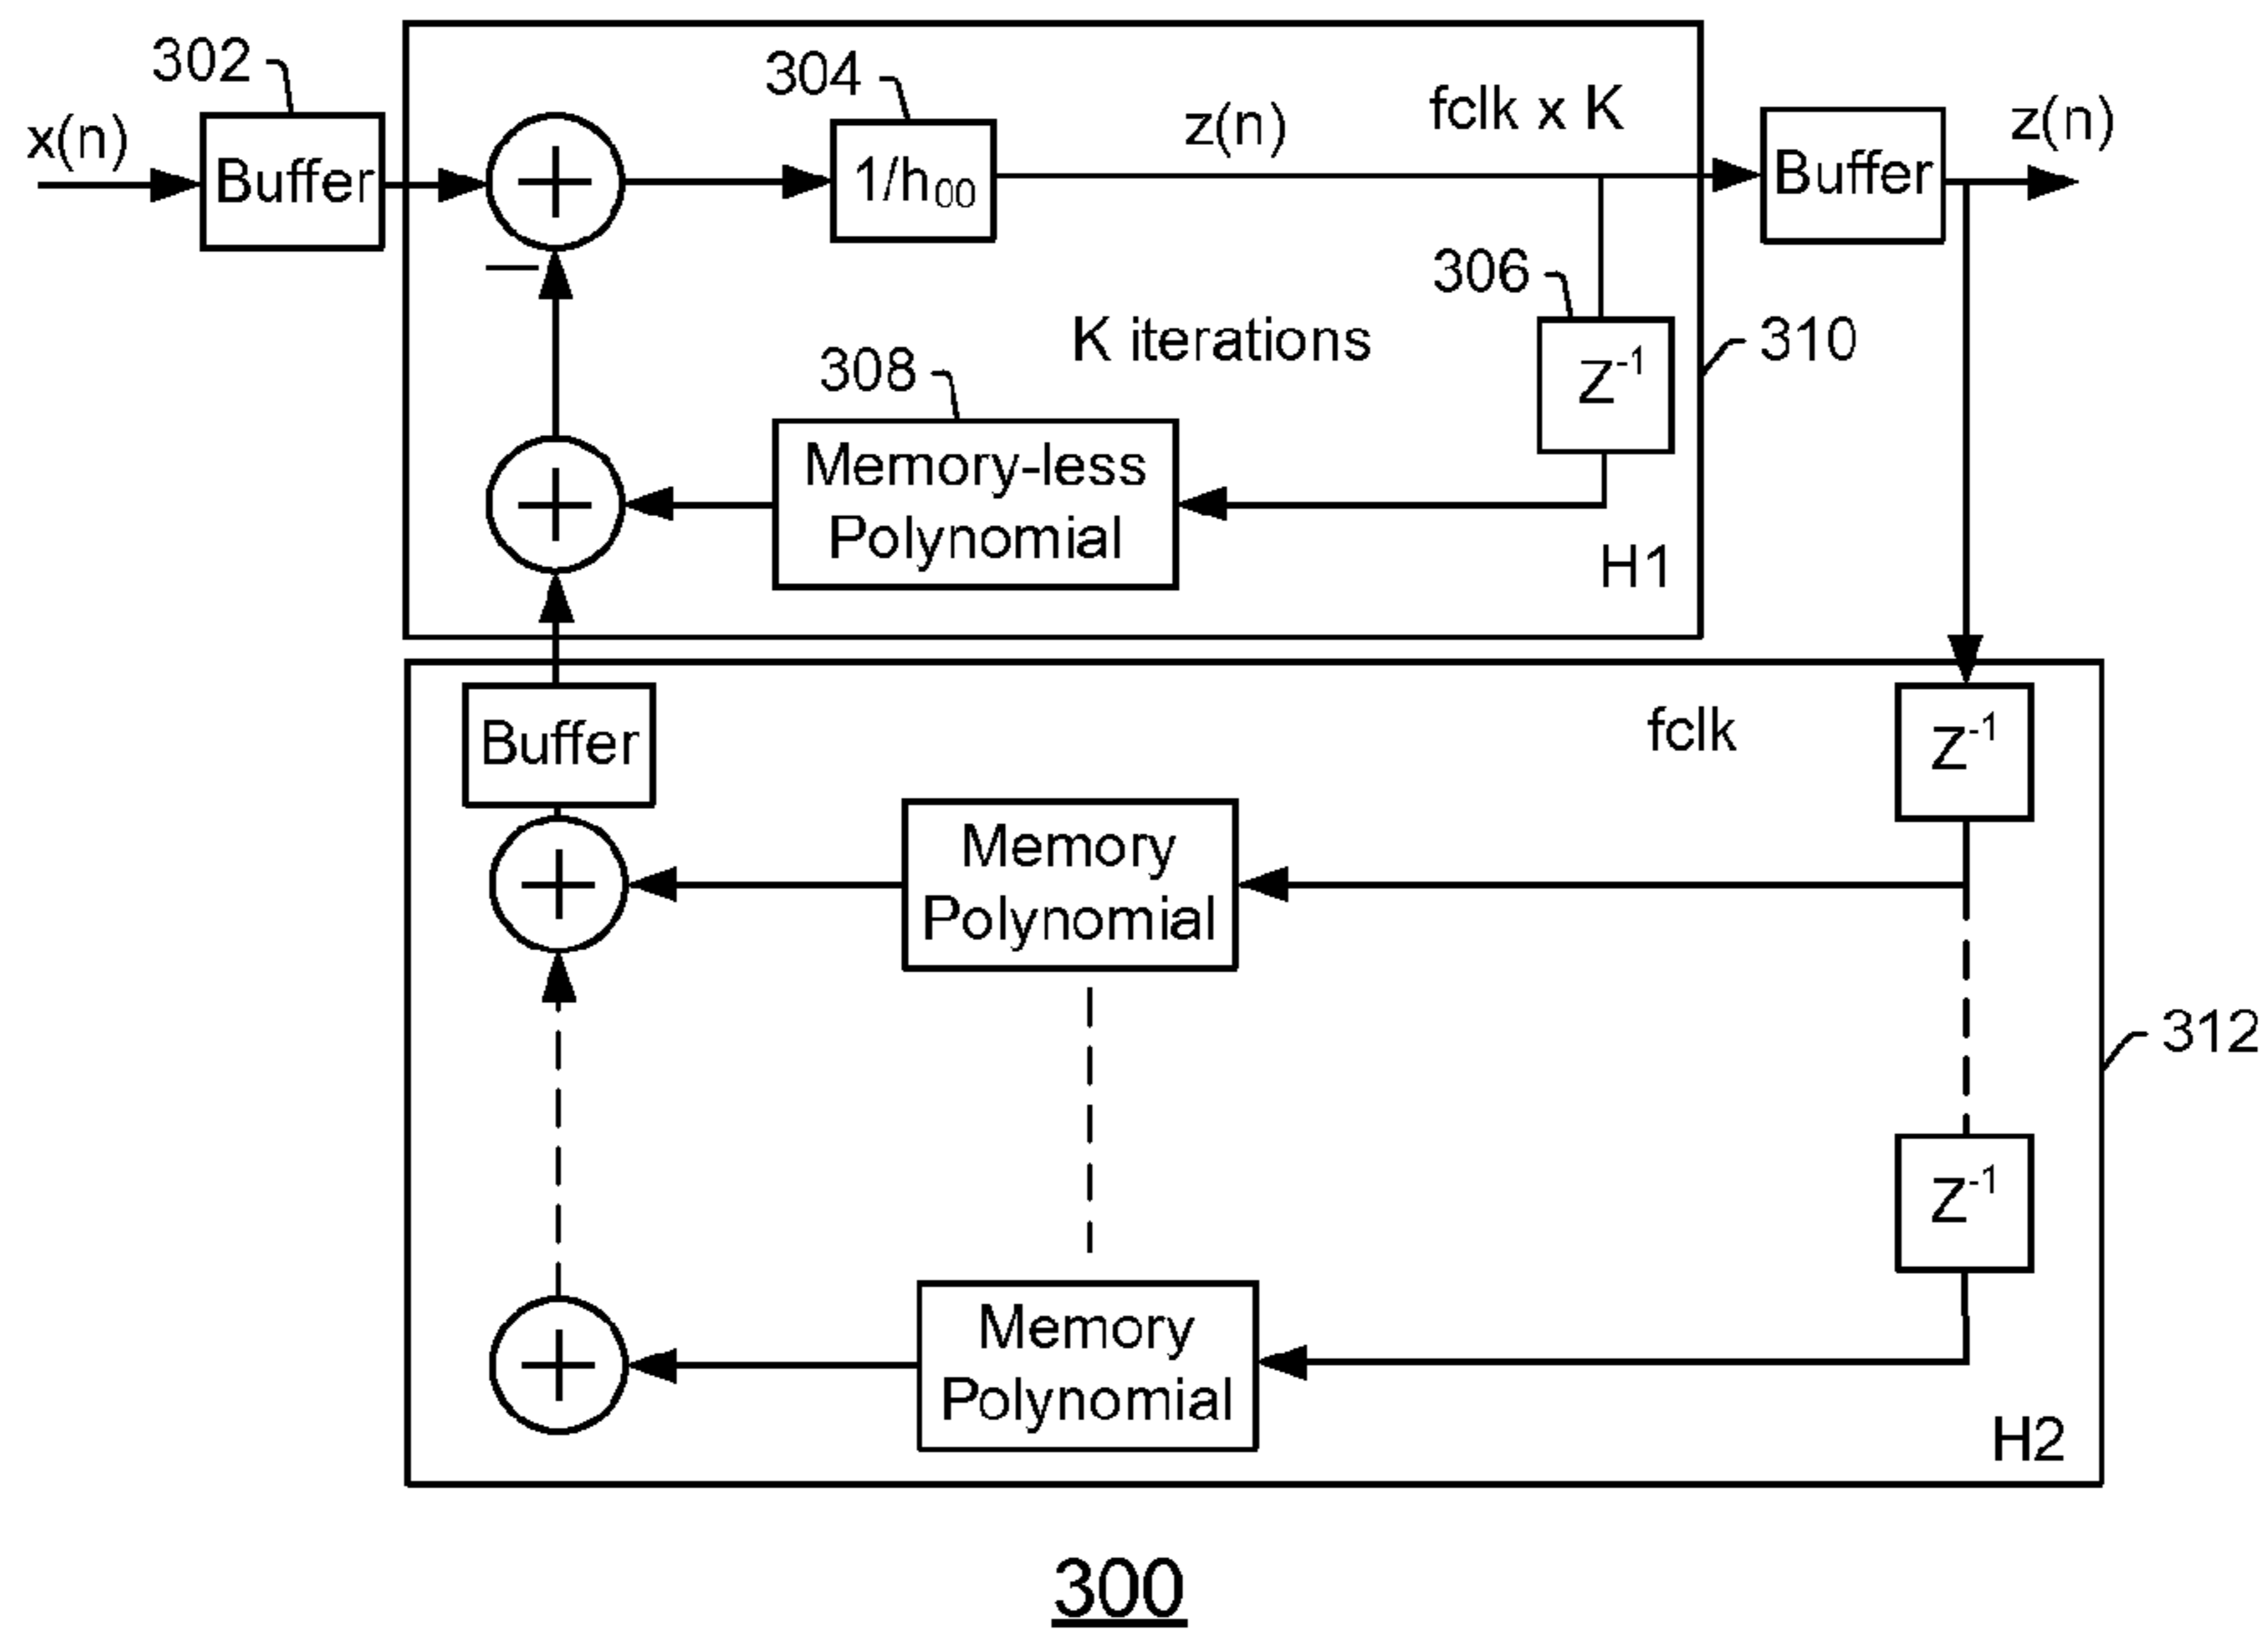 302
x(n)
Buffer
304
1/h00
z(n)
fclk x K
Buffer
z(n)
306
Z-1
310
K iterations
308
Memory-less
Polynomial
H1
Buffer
fclk
Z-1
Memory
Polynomial
312
Z-1
Memory
Polynomial
H2
300